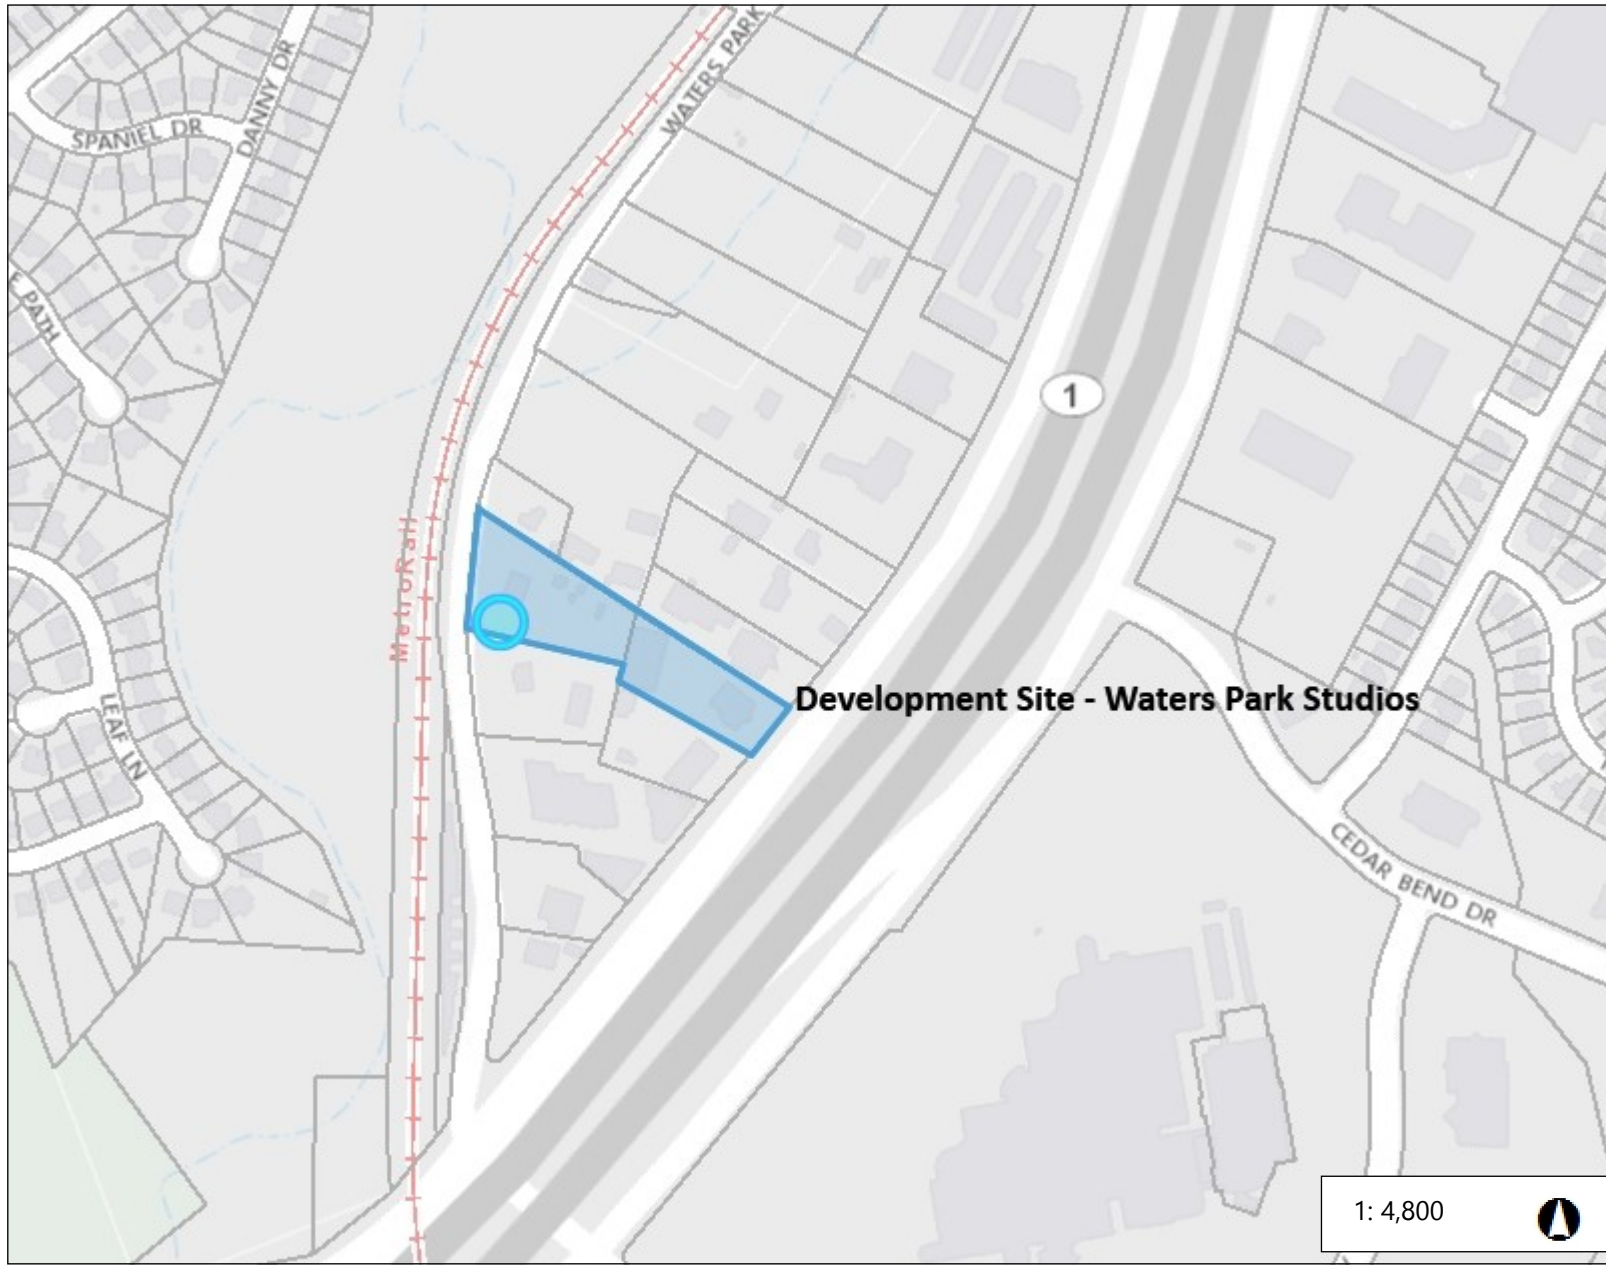 WATERS PARK
DANNY DR
SPANIEL DR
E PATH
1
MetroRail
Development Site - Waters Park Studios
LEAF LN
CEDAR BEND DR
1: 4,800